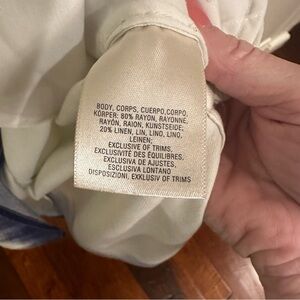 BODY, CORPS, CUERPO,CORPO,
KÖRPER: 80% RAYON, RAYONNE,
RAYÓN, RAION, KUNSTSEIDE;
20% LINEN, LIN, LINO, LINO,
LEINEN;
EXCLUSIVE OF TRIMS,
EXCLUSIVITÉ DES ÉQUILIBRES,
EXCLUSIVA DE AJUSTES,
ESCLUSIVA LONTANO
DISPOSIZIONI, EXKLUSIV OF TRIMS